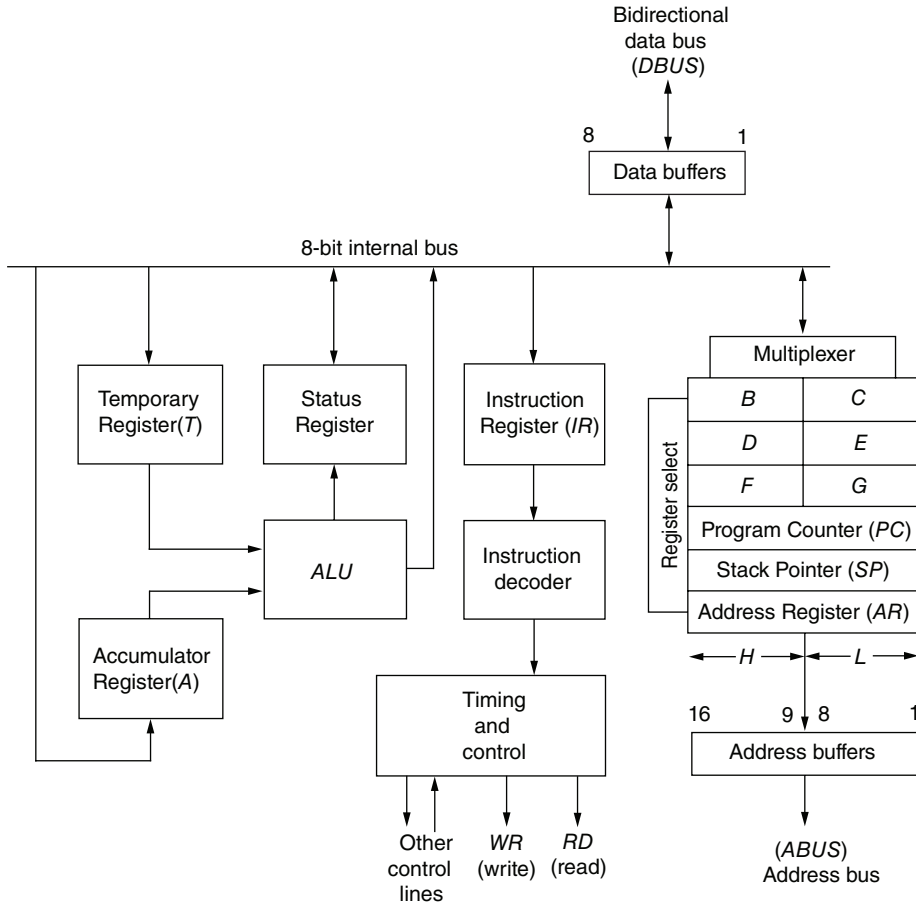 Bidirectional
data bus
(DBUS)
8 1
Data buffers
8-bit internal bus
Temporary
Register(T)
Status
Register
Instruction
Register (IR)
Multiplexer
B C
D E
F G
Program Counter (PC)
Stack Pointer (SP)
Address Register (AR)
Register select
ALU
Instruction
decoder
Accumulator
Register(A)
H L
Timing
and
control
16 9 8 1
Address buffers
Other
control
lines
WR
(write)
RD
(read)
(ABUS)
Address bus